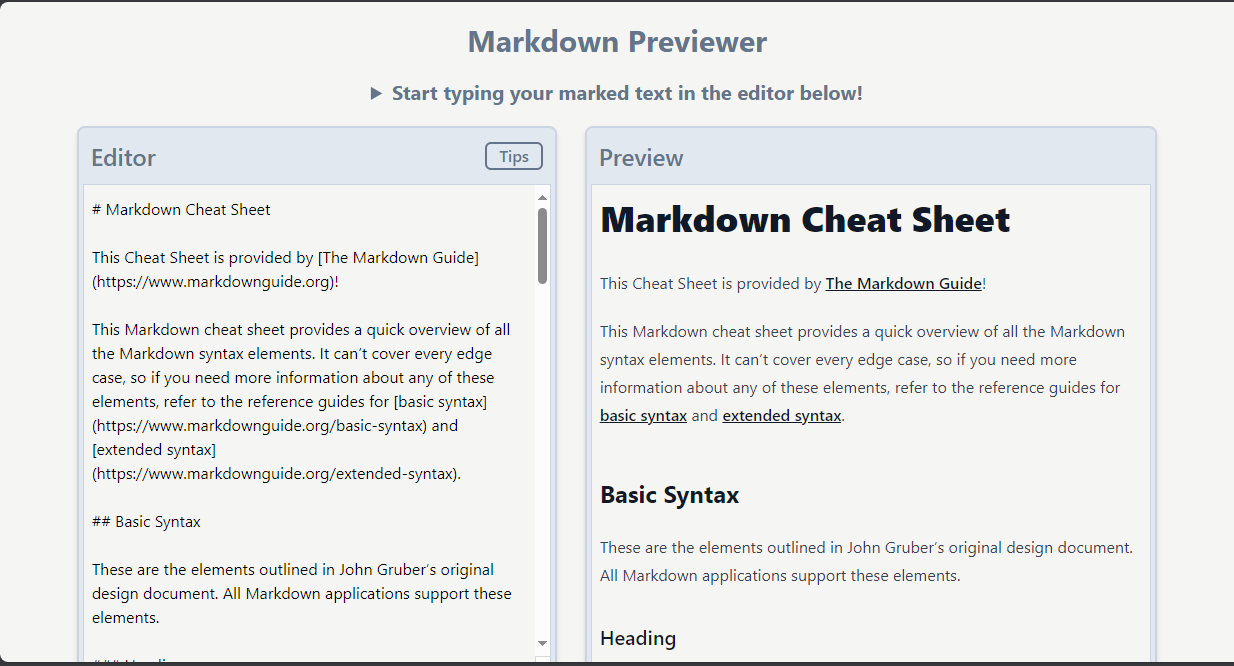 Markdown Previewer
▶ Start typing your marked text in the editor below!
Editor
Tips
# Markdown Cheat Sheet
This Cheat Sheet is provided by [The Markdown Guide]
(https://www.markdownguide.org)!
This Markdown cheat sheet provides a quick overview of all
the Markdown syntax elements. It can’t cover every edge
case, so if you need more information about any of these
elements, refer to the reference guides for [basic syntax]
(https://www.markdownguide.org/basic-syntax) and
[extended syntax]
(https://www.markdownguide.org/extended-syntax).
## Basic Syntax
These are the elements outlined in John Gruber’s original
design document. All Markdown applications support these
elements.
Preview
Markdown Cheat Sheet
This Cheat Sheet is provided by The Markdown Guide!
This Markdown cheat sheet provides a quick overview of all the Markdown
syntax elements. It can’t cover every edge case, so if you need more
information about any of these elements, refer to the reference guides for
basic syntax and extended syntax.
Basic Syntax
These are the elements outlined in John Gruber’s original design document.
All Markdown applications support these elements.
Heading